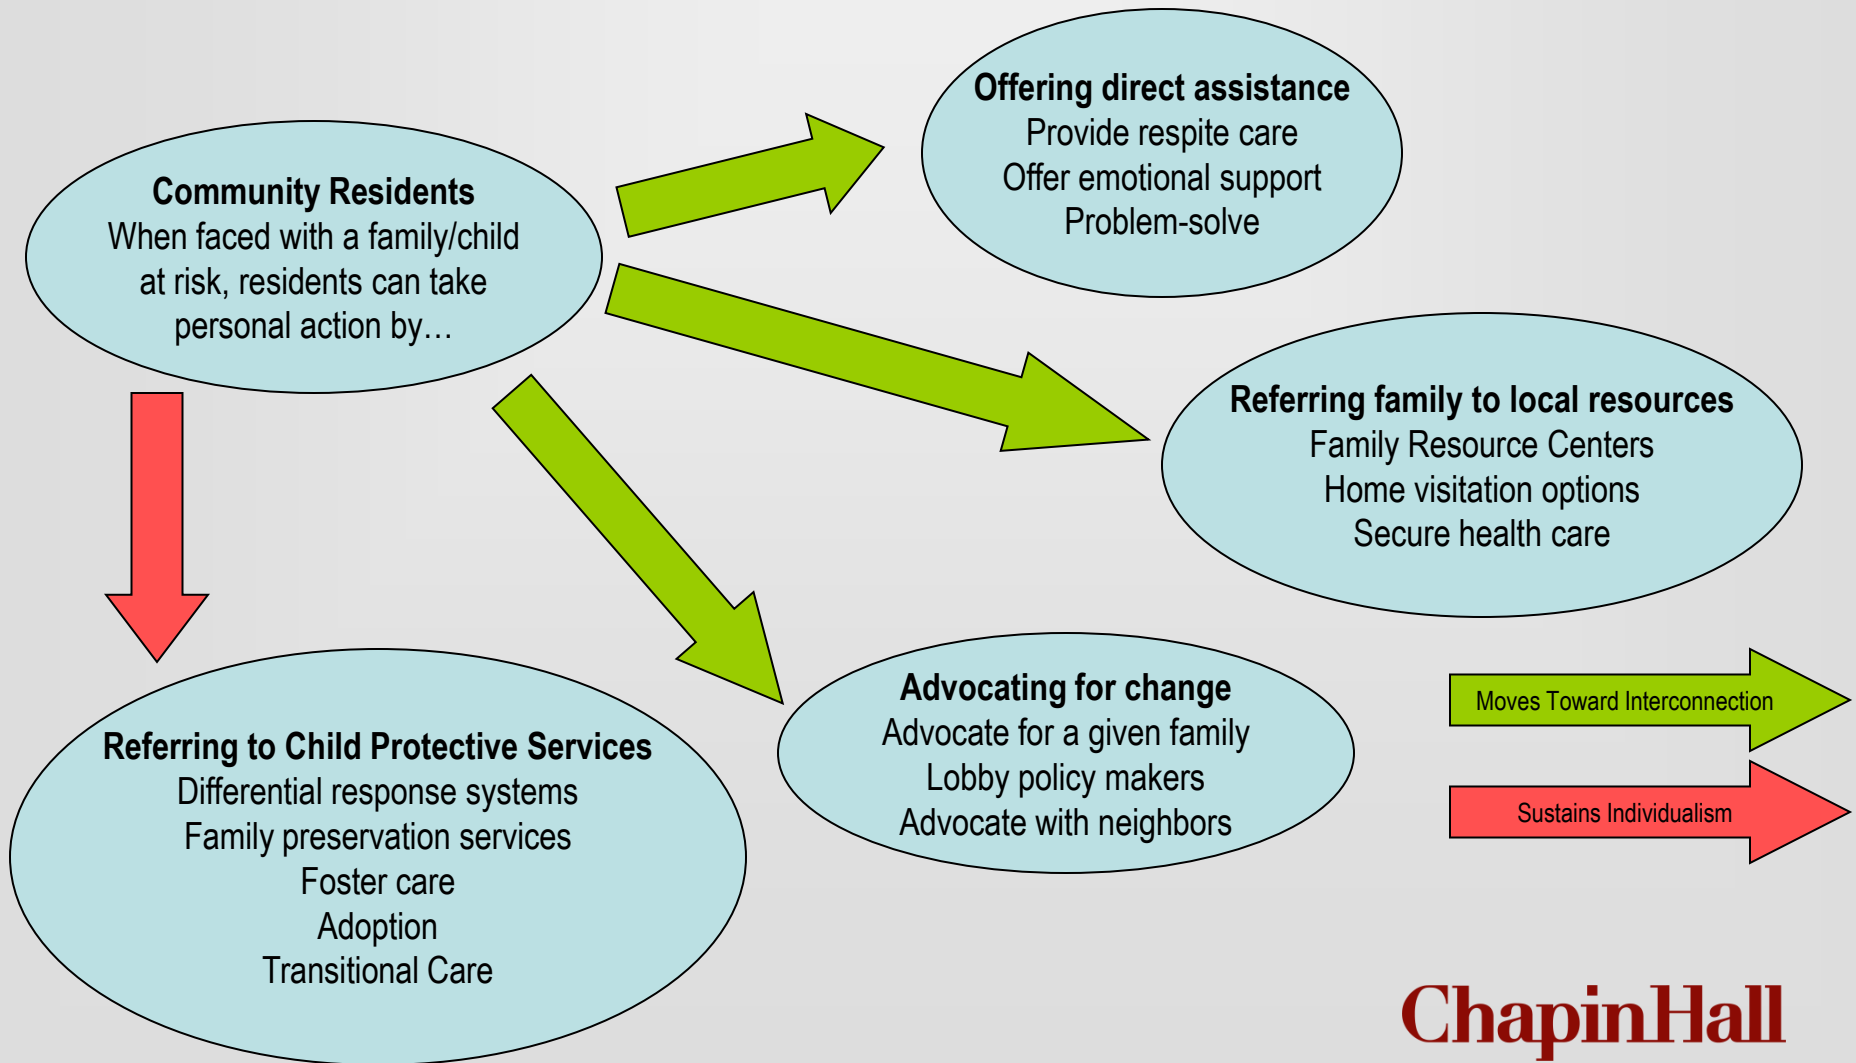 Community Residents
When faced with a family/child
at risk, residents can take
personal action by…
Offering direct assistance
Provide respite care
Offer emotional support
Problem-solve
Referring family to local resources
Family Resource Centers
Home visitation options
Secure health care
Advocating for change
Advocate for a given family
Lobby policy makers
Advocate with neighbors
Referring to Child Protective Services
Differential response systems
Family preservation services
Foster care
Adoption
Transitional Care
Moves Toward Interconnection
Sustains Individualism
ChapinHall